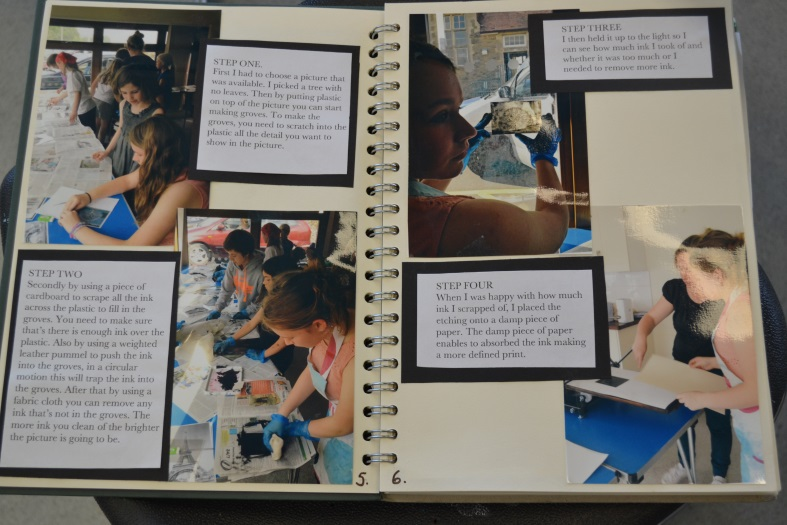 STEP ONE.
First I had to choose a picture that
was available. I picked a tree with
no leaves. Then by putting plastic
on top of the picture you can start
making groves. To make the
groves, you need to scratch into the
plastic all the detail you want to
show in the picture.
STEP TWO
Secondly by using a piece of
cardboard to scrape all the ink
across the plastic to fill in the
groves. You need to make sure
that's there is enough ink over the
plastic. Also by using a weighted
leather pummel to push the ink
into the groves, in a circular
motion this will trap the ink into
the groves. After that by using a
fabric cloth you can remove any
ink that's not in the groves. The
more ink you clean of the brighter
the picture is going to be.
5.
STEP THREE
I then held it up to the light so I
can see how much ink I took of and
whether it was too much or I
needed to remove more ink.
STEP FOUR
When I was happy with how much
ink I scrapped of, I placed the
etching onto a damp piece of
paper. The damp piece of paper
enables to absorbed the ink making
a more defined print.
6.